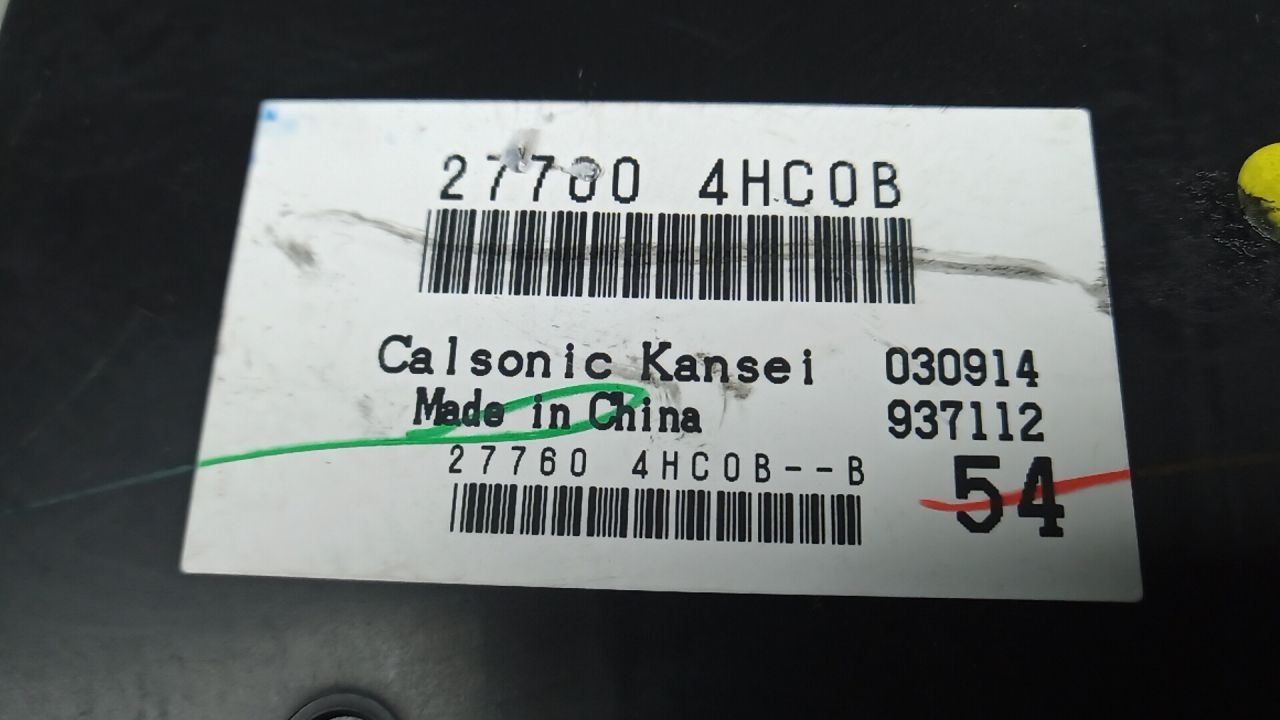 27760 4HC0B
Calsonic Kansei 030914
Made in China 937112
27760 4HC0B--B
54